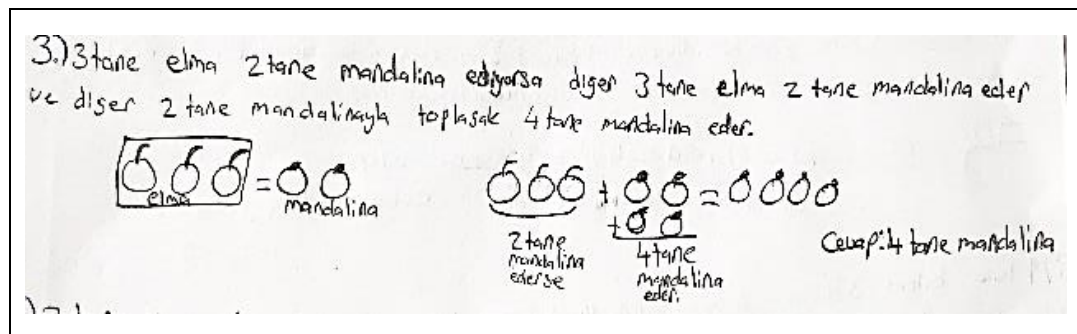 3.) 3 tane elma 2 tane mandalina ediyorsa diger 3 tane elma 2 tane mandalina eder
ve diger 2 tane mandalinayla toplasak 4 tane mandalina eder.
elma = mandalina
+ =
+
2 tane
mandalina
ederse
4 tane
mandalina
eder.
Cevap: 4 tane mandalina